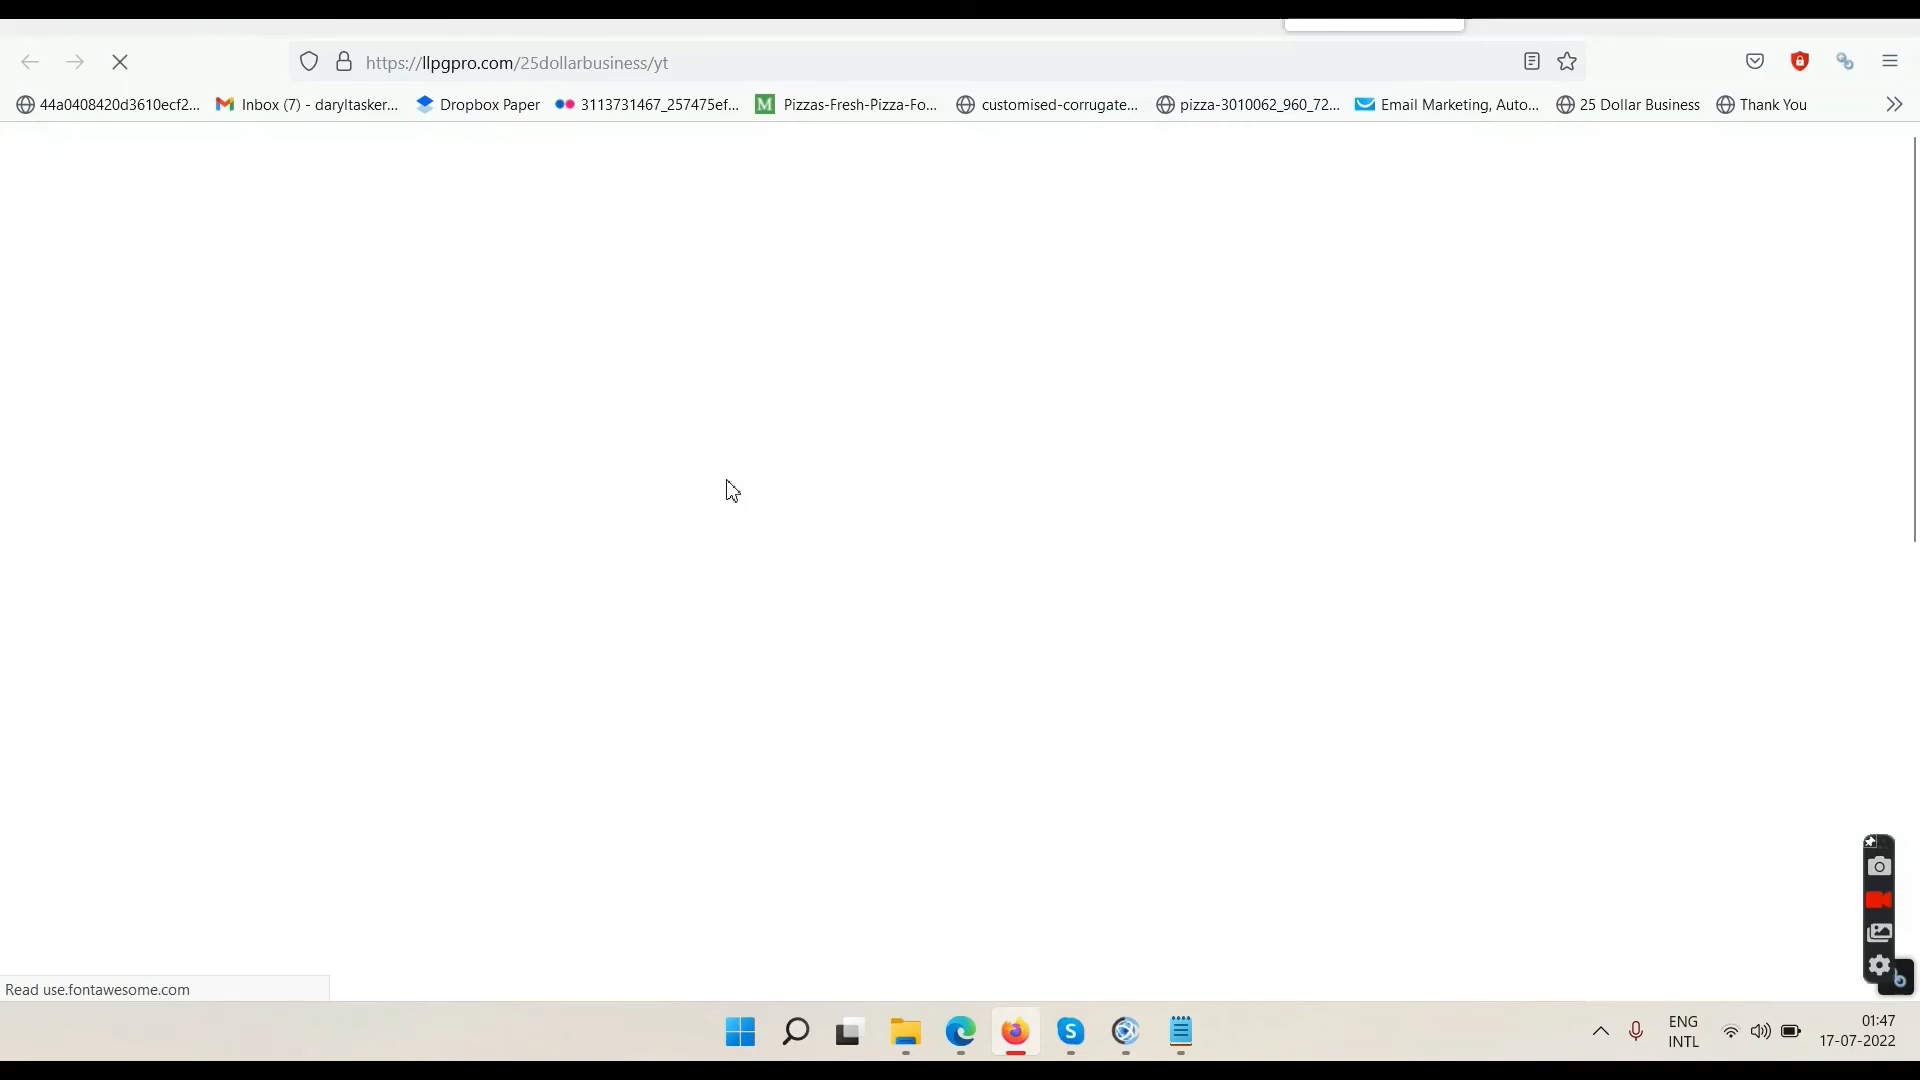 https://llpgpro.com/25dollarbusiness/yt
44a0408420d3610ecf2... Inbox (7) - daryltasker... Dropbox Paper 3113731467_257475ef... M Pizzas-Fresh-Pizza-Fo... customised-corrugate... pizza-3010062_960_72... Email Marketing, Auto... 25 Dollar Business Thank You
Read use.fontawesome.com
ENG 01:47
INTL 17-07-2022